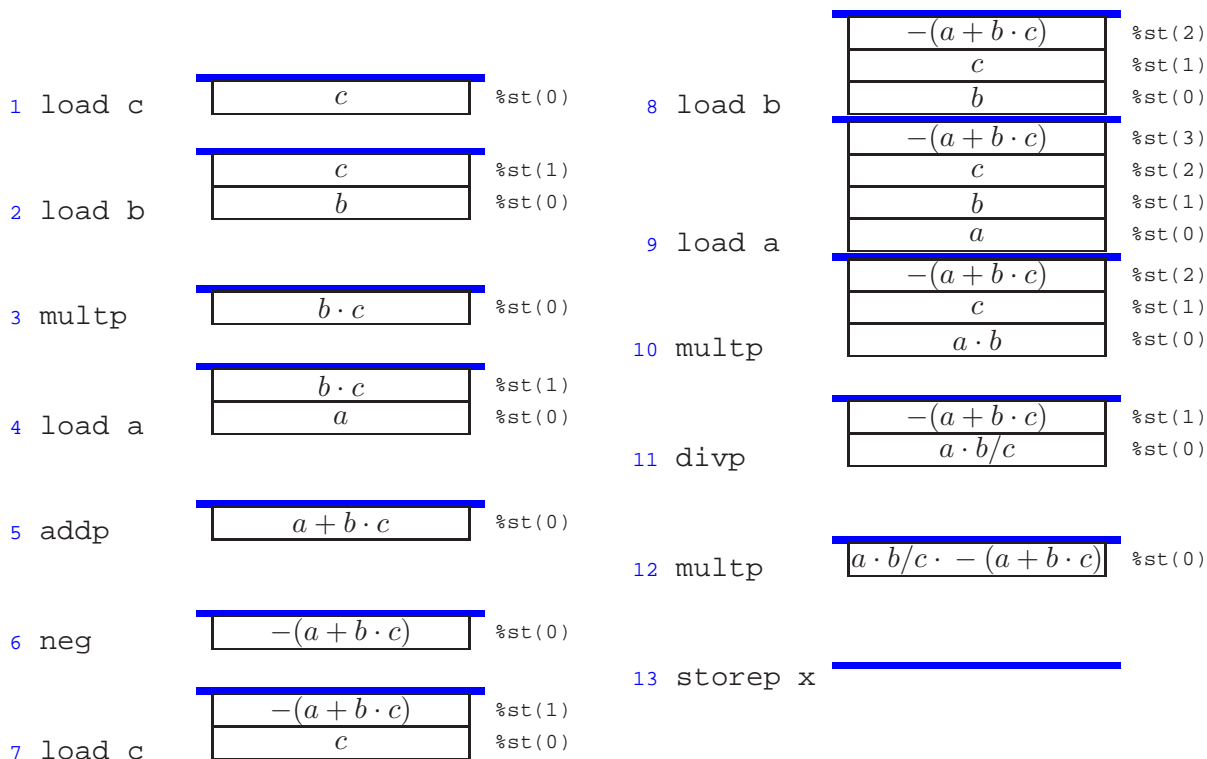 c %st(0)
1 load c
c %st(1)
2 load b b %st(0)
3 multp b · c %st(0)
b · c %st(1)
4 load a a %st(0)
5 addp a + b · c %st(0)
6 neg −(a + b · c) %st(0)
−(a + b · c) %st(1)
7 load c c %st(0)
−(a + b · c) %st(2)
c %st(1)
8 load b b %st(0)
−(a + b · c) %st(3)
c %st(2)
b %st(1)
9 load a a %st(0)
−(a + b · c) %st(2)
c %st(1)
10 multp a · b %st(0)
−(a + b · c) %st(1)
11 divp a · b/c %st(0)
12 multp a · b/c · − (a + b · c) %st(0)
13 storep x